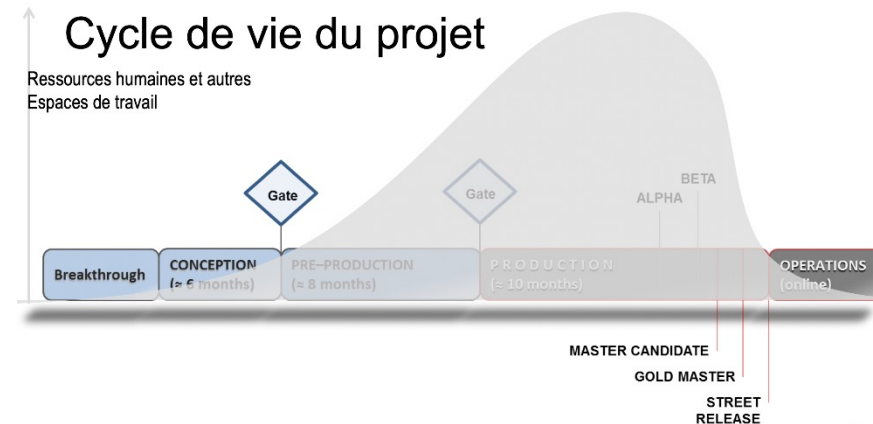 Cycle de vie du projet
Ressources humaines et autres
Espaces de travail
Gate
Gate
BETA
ALPHA
Breakthrough
CONCEPTION
(≈ 6 months)
PRE–PRODUCTION
(≈ 8 months)
PRODUCTION
(≈ 10 months)
OPERATIONS
(online)
MASTER CANDIDATE
GOLD MASTER
STREET
RELEASE